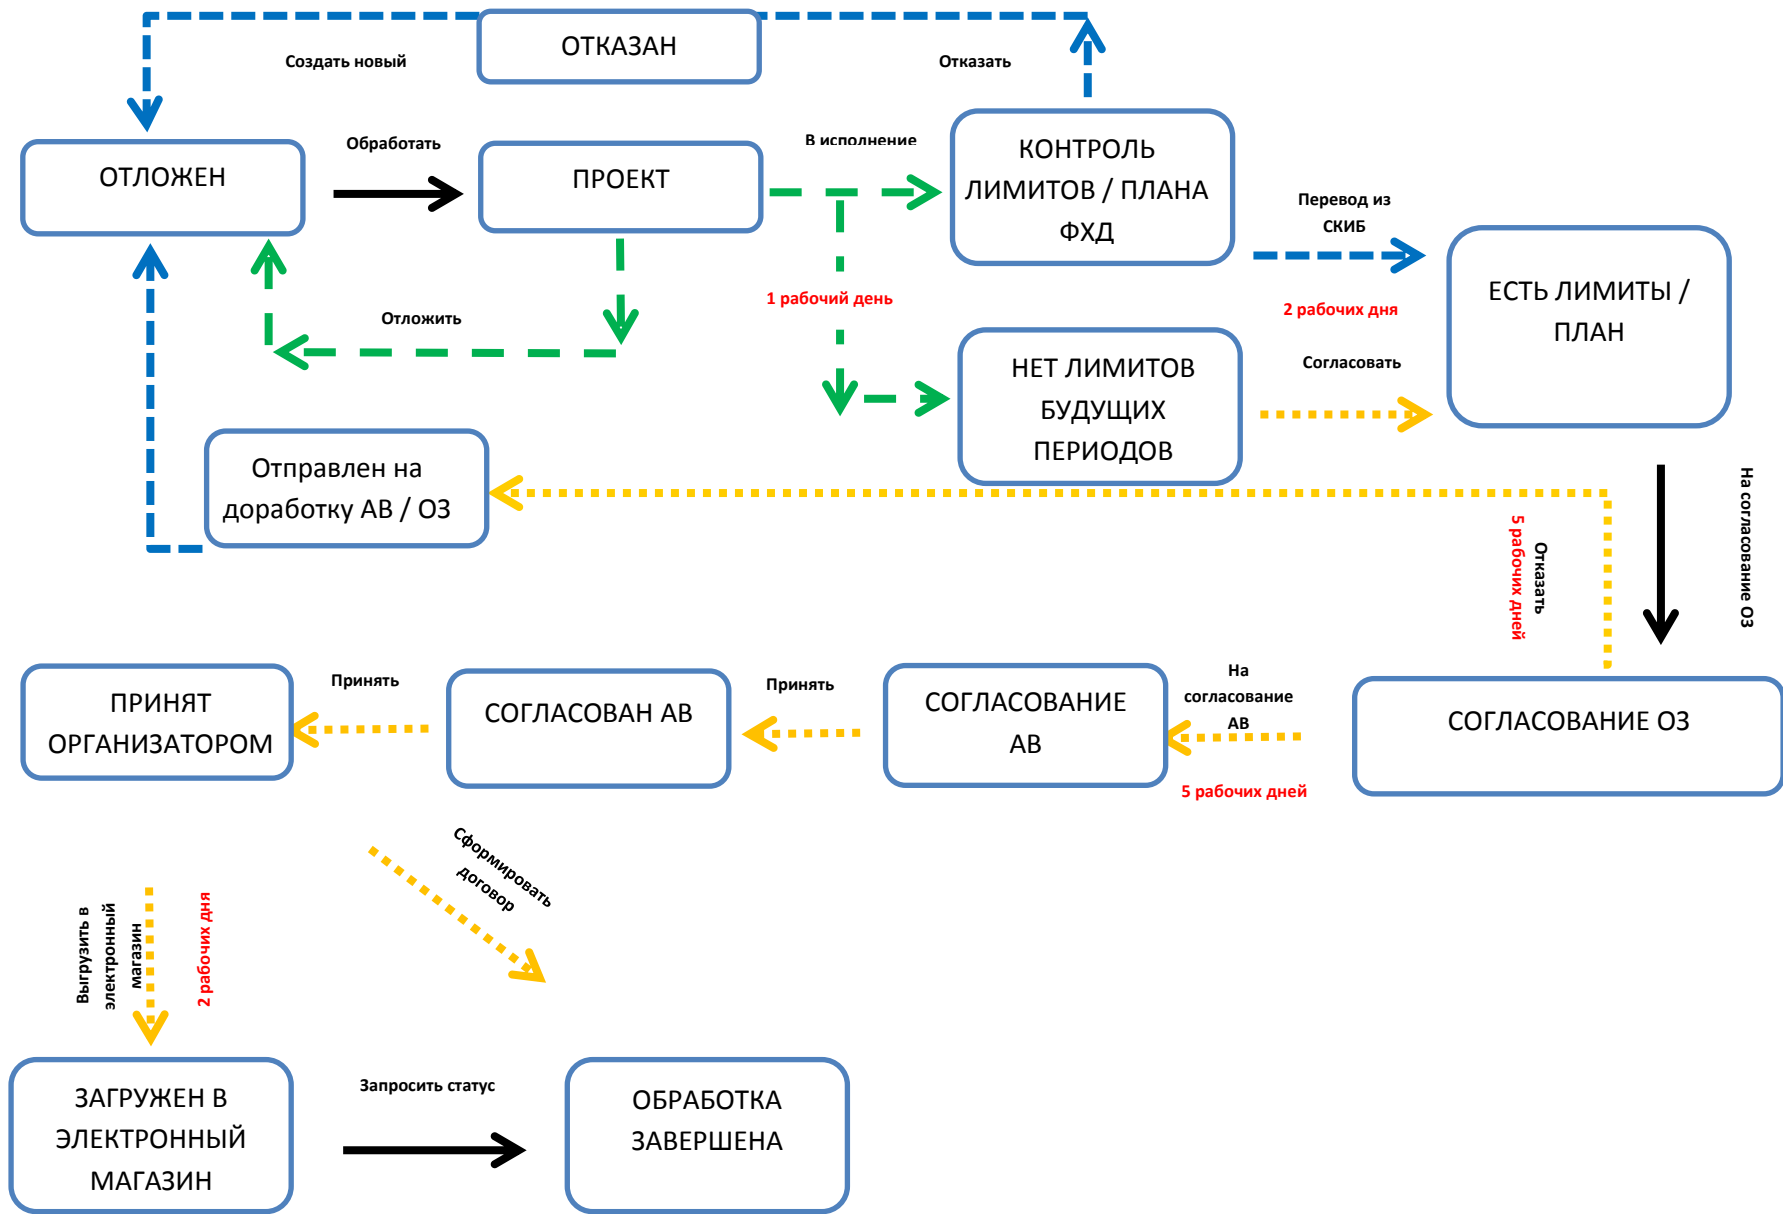 ОТКАЗАН
Создать новый
Отказать
ОТЛОЖЕН
Обработать
ПРОЕКТ
В исполнение
КОНТРОЛЬ
ЛИМИТОВ / ПЛАНА
ФХД
Перевод из
СКИБ
2 рабочих дня
ЕСТЬ ЛИМИТЫ /
ПЛАН
1 рабочий день
Отложить
НЕТ ЛИМИТОВ
БУДУЩИХ
ПЕРИОДОВ
Согласовать
Отправлен на
доработку АВ / ОЗ
На согласование ОЗ
Отказать
5 рабочих дней
СОГЛАСОВАНИЕ ОЗ
На
согласование
АВ
5 рабочих дней
СОГЛАСОВАНИЕ
АВ
Принять
СОГЛАСОВАН АВ
Принять
ПРИНЯТ
ОРГАНИЗАТОРОМ
Сформировать
договор
Выгрузить в
электронный
магазин
2 рабочих дня
ЗАГРУЖЕН В
ЭЛЕКТРОННЫЙ
МАГАЗИН
Запросить статус
ОБРАБОТКА
ЗАВЕРШЕНА